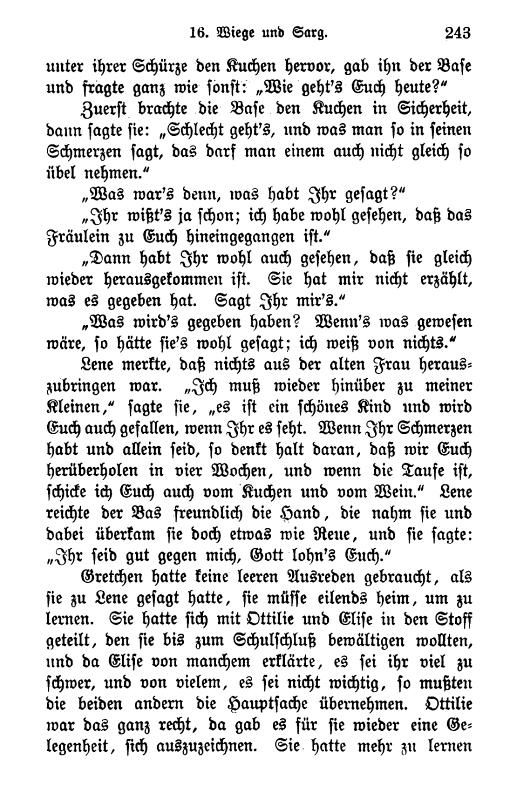 16. Wiege und Sarg. 243
unter ihrer Schürze den Kuchen hervor, gab ihn der Base
und fragte ganz wie sonst: „Wie geht's Euch heute?"
Zuerst brachte die Base den Kuchen in Sicherheit,
dann sagte sie: „Schlecht geht's, und was man so in seinen
Schmerzen sagt, das darf man einem auch nicht gleich so
übel nehmen."
„Was war's denn, was habt Ihr gesagt?"
„Ihr wißt's ja schon; ich habe wohl gesehen, daß das
Fräulein zu Euch hineingegangen ist."
„Dann habt Ihr wohl auch gesehen, daß sie gleich
wieder herausgekommen ist. Sie hat mir nicht erzählt,
was es gegeben hat. Sagt Ihr mir's."
„Was wird's gegeben haben? Wenn's was gewesen
wäre, so hätte sie's wohl gesagt; ich weiß von nichts."
Lene merkte, daß nichts aus der alten Frau heraus-
zubringen war. „Ich muß wieder hinüber zu meiner
Kleinen," sagte sie, „es ist ein schönes Kind und wird
Euch auch gefallen, wenn Ihr es seht. Wenn Ihr Schmerzen
habt und allein seid, so denkt halt daran, daß wir Euch
herüberholen in vier Wochen, und wenn die Taufe ist,
schicke ich Euch auch vom Kuchen und vom Wein." Lene
reichte der Bas freundlich die Hand, die nahm sie und
dabei überkam sie doch etwas wie Reue, und sie sagte:
„Ihr seid gut gegen mich, Gott lohn's Euch."
Gretchen hatte keine leeren Ausreden gebraucht, als
sie zu Lene gesagt hatte, sie müsse eilends heim, um zu
lernen. Sie hatte sich mit Ottilie und Elise in den Stoff
geteilt, den sie bis zum Schulschluß bewältigen wollten,
und da Elise von manchem erklärte, es sei ihr viel zu
schwer, und von vielem, es sei nicht wichtig, so mußten
die beiden andern die Hauptsache übernehmen. Ottilie
war das ganz recht, da gab es für sie wieder eine Ge-
legenheit, sich auszuzeichnen. Sie hatte mehr zu lernen